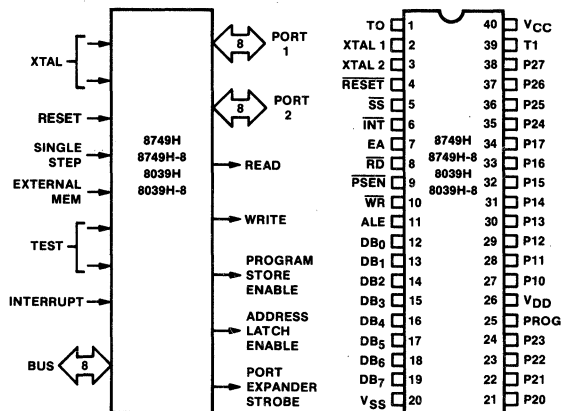 XTAL
RESET
SINGLE
STEP
EXTERNAL
MEM
TEST
INTERRUPT
BUS
8
8749H
8749H-8
8039H
8039H-8
8
PORT
1
8
PORT
2
READ
WRITE
PROGRAM
STORE
ENABLE
ADDRESS
LATCH
ENABLE
PORT
EXPANDER
STROBE
TO 1 40 VCC
XTAL 1 2 39 T1
XTAL 2 3 38 P27
RESET 4 37 P26
SS 5 36 P25
INT 6 35 P24
EA 7 8749H 34 P17
RD 8 8749H-8 33 P16
PSEN 9 8039H 32 P15
WR 10 8039H-8 31 P14
ALE 11 30 P13
DB0 12 29 P12
DB1 13 28 P11
DB2 14 27 P10
DB3 15 26 VDD
DB4 16 25 PROG
DB5 17 24 P23
DB6 18 23 P22
DB7 19 22 P21
VSS 20 21 P20